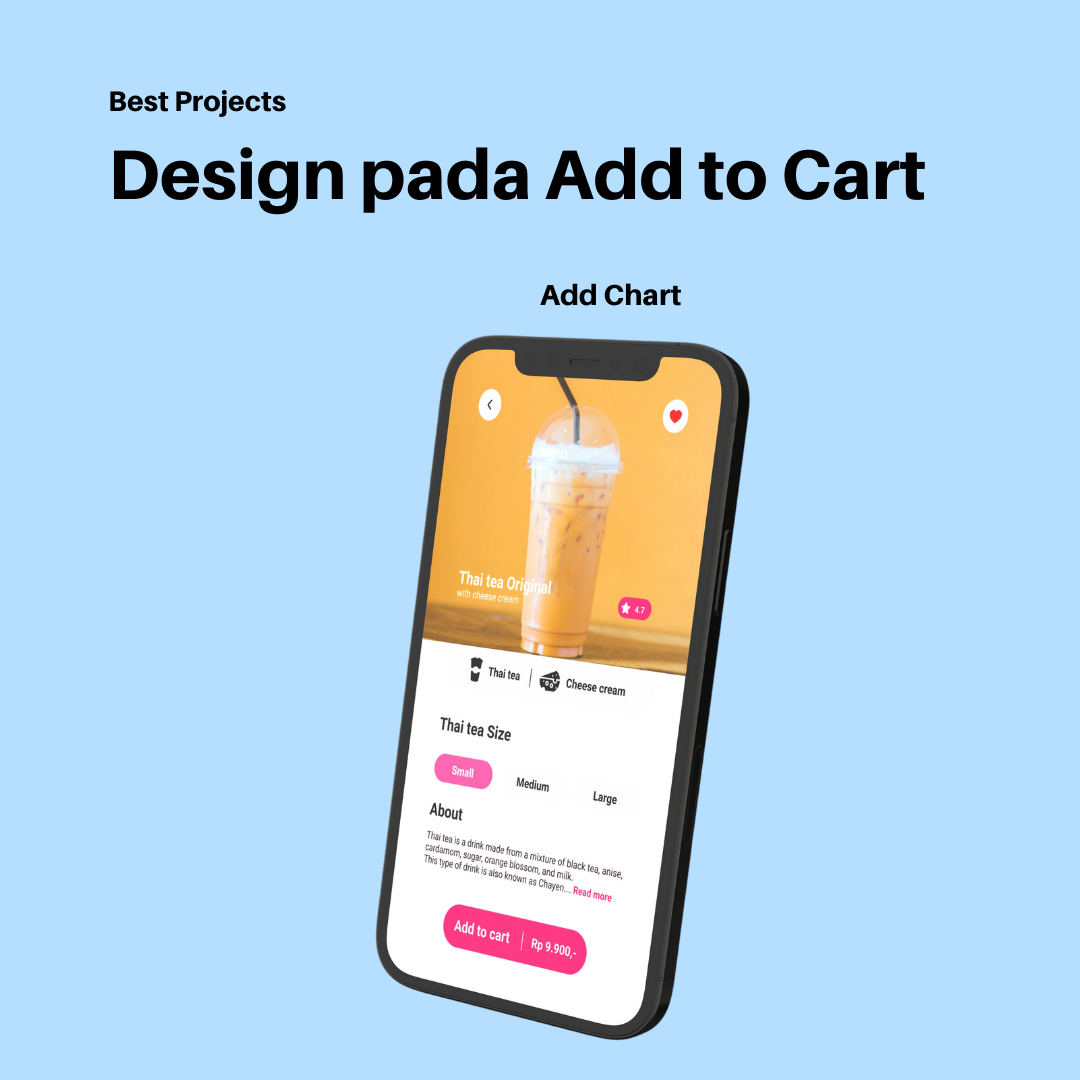 Best Projects
Design pada Add to Cart
Add Chart
Thai tea Original
with cheese cream
4.7
Thai tea
Cheese cream
Thai tea Size
Small
Medium
Large
About
Thai tea is a drink made from a mixture of black tea, anise,
cardamom, sugar, orange blossom, and milk.
This type of drink is also known as Chayen....Read more
Add to cart
Rp 9.900,-